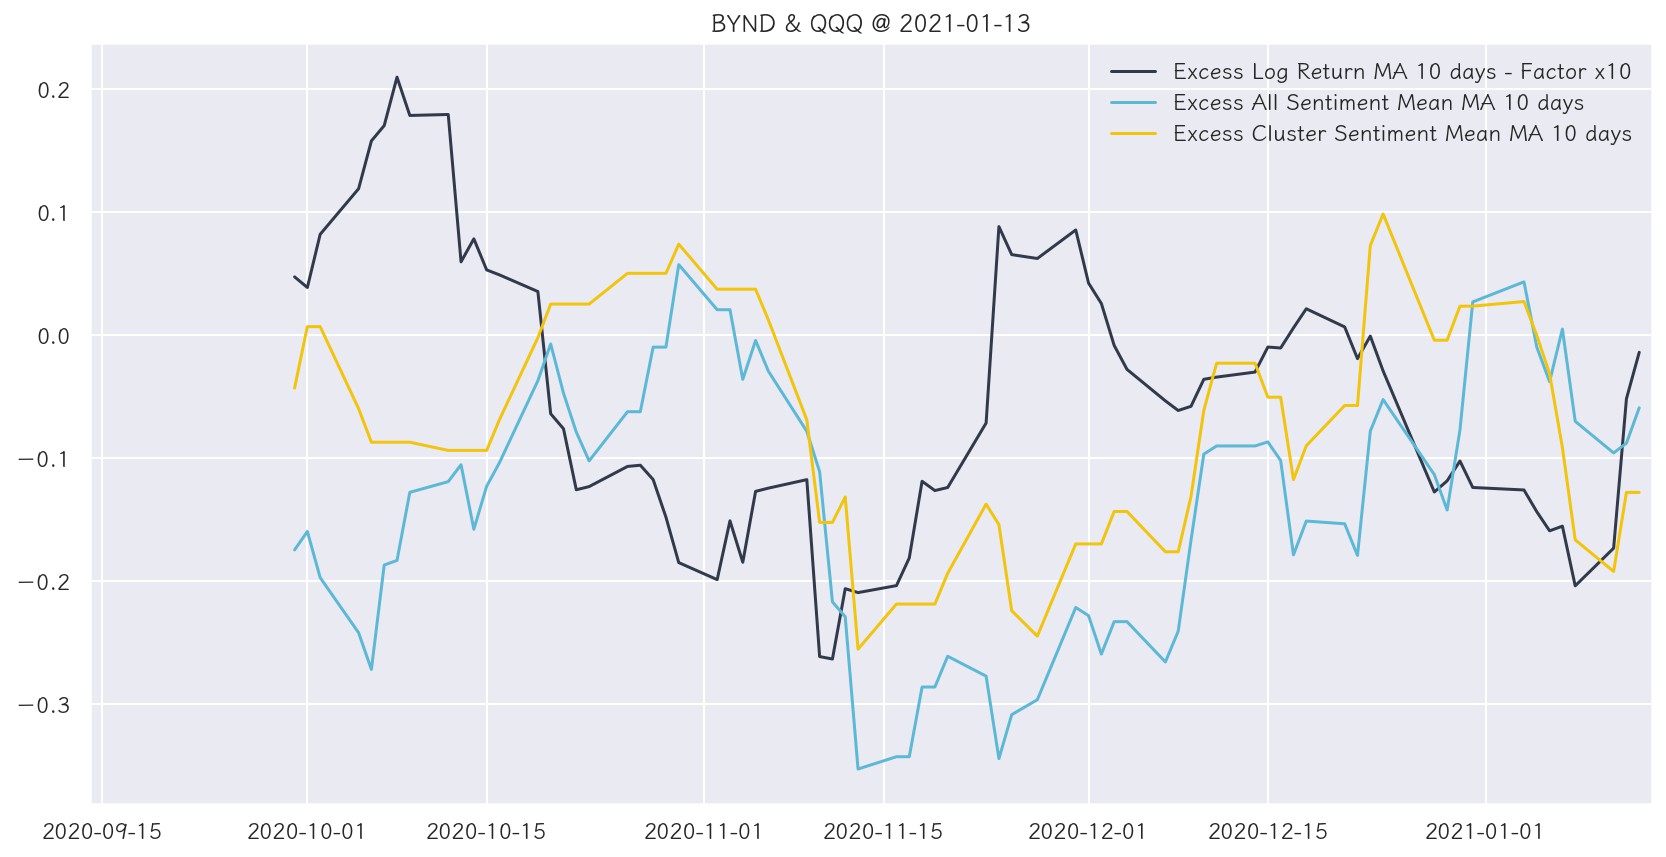 BYND & QQQ @ 2021-01-13
Excess Log Return MA 10 days - Factor x10
Excess All Sentiment Mean MA 10 days
Excess Cluster Sentiment Mean MA 10 days
0.2
0.1
0.0
−0.1
−0.2
−0.3
2020-09-15 2020-10-01 2020-10-15 2020-11-01 2020-11-15 2020-12-01 2020-12-15 2021-01-01